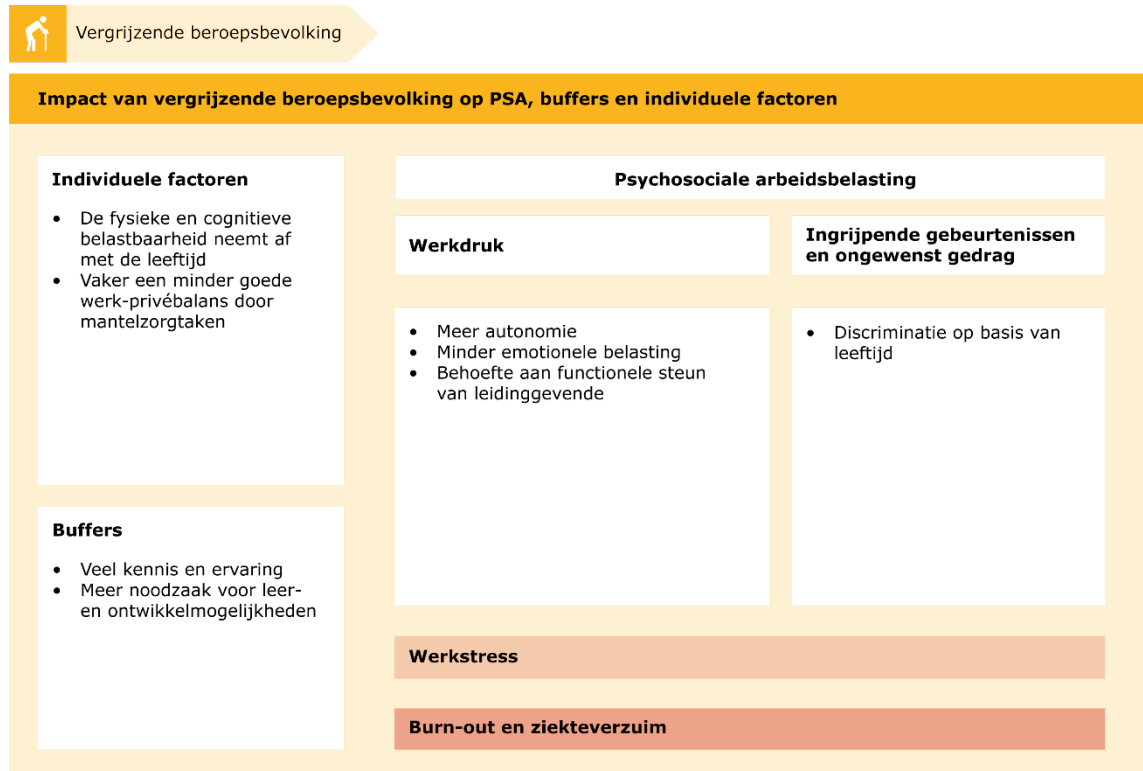 Vergrijzende beroepsbevolking
Impact van vergrijzende beroepsbevolking op PSA, buffers en individuele factoren
Individuele factoren
• De fysieke en cognitieve
belastbaarheid neemt af
met de leeftijd
• Vaker een minder goede
werk-privébalans door
mantelzorgtaken
Buffers
• Veel kennis en ervaring
• Meer noodzaak voor leer-
en ontwikkelmogelijkheden
Psychosociale arbeidsbelasting
Werkdruk
• Meer autonomie
• Minder emotionele belasting
• Behoefte aan functionele steun
van leidinggevende
Ingrijpende gebeurtenissen
en ongewenst gedrag
• Discriminatie op basis van
leeftijd
Werkstress
Burn-out en ziekteverzuim